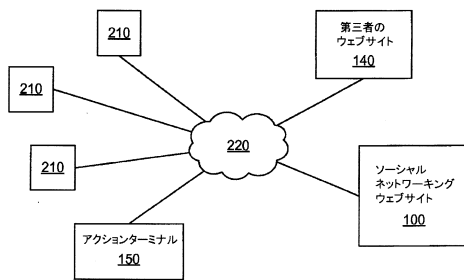 210
第三者の
ウェブサイト
140
210
220
210
ソーシャル
ネットワーキング
ウェブサイト
100
アクションターミナル
150